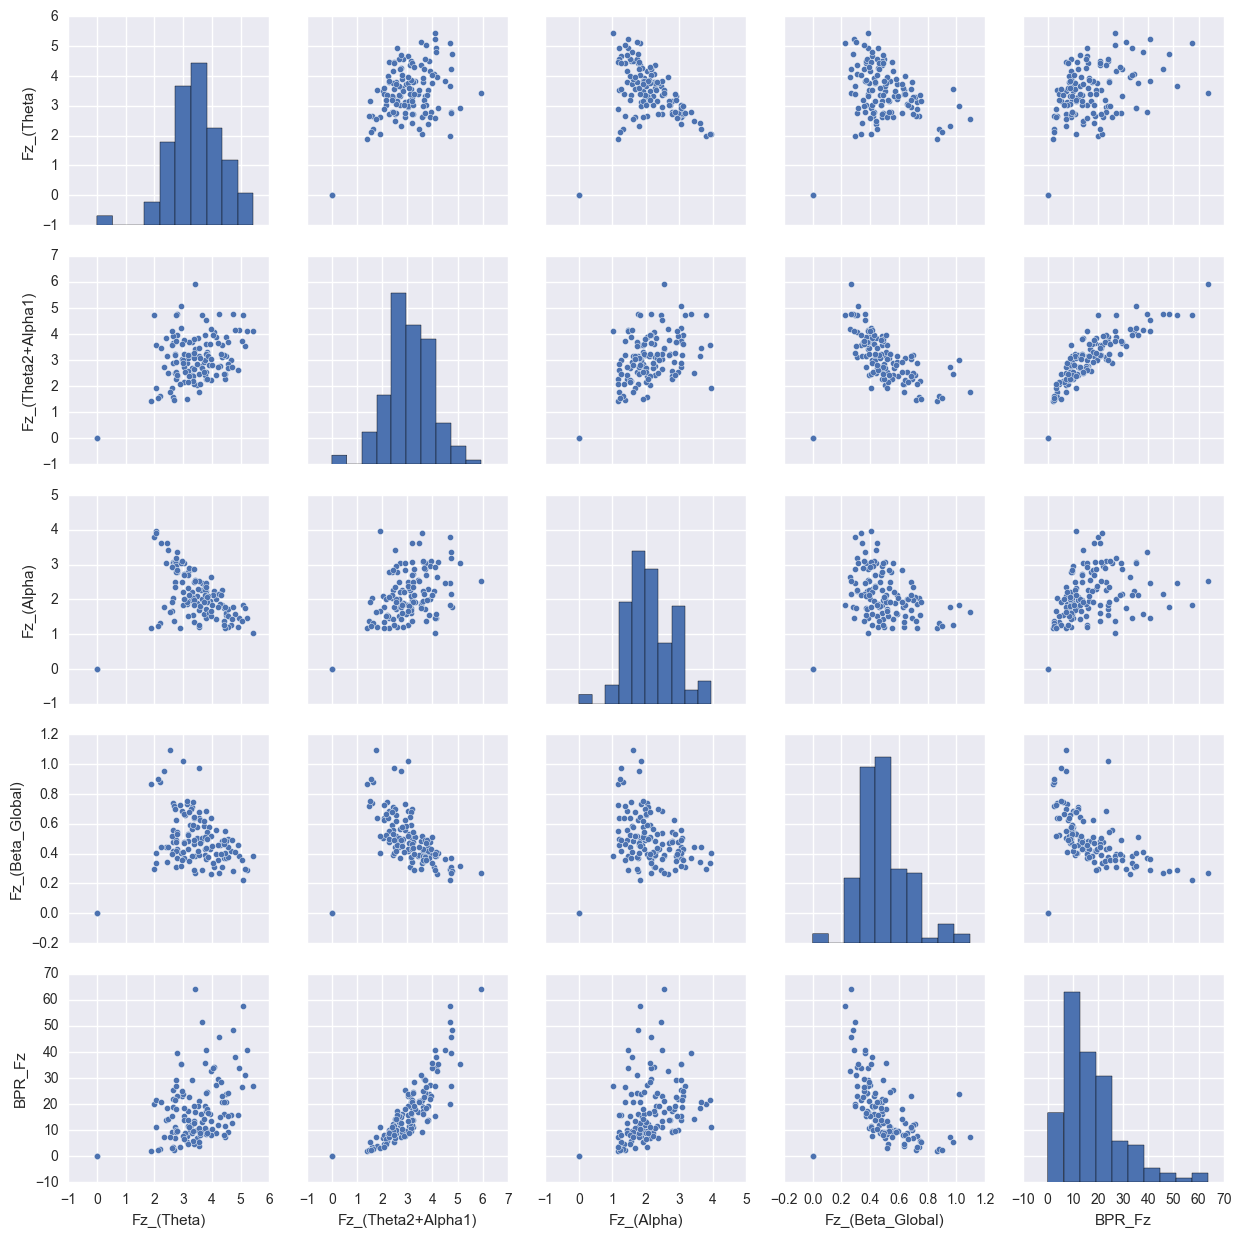 6
5
4
3
2
1
0
−1
Fz_(Theta)
7
6
5
4
3
2
1
0
−1
Fz_(Theta2+Alpha1)
5
4
3
2
1
0
−1
Fz_(Alpha)
1.2
1.0
0.8
0.6
0.4
0.2
0.0
−0.2
Fz_(Beta_Global)
70
60
50
40
30
20
10
0
−10
BPR_Fz
−1 0 1 2 3 4 5 6
−1 0 1 2 3 4 5 6 7
−1 0 1 2 3 4 5
−0.2 0.0 0.2 0.4 0.6 0.8 1.0 1.2
−10 0 10 20 30 40 50 60 70
Fz_(Theta)
Fz_(Theta2+Alpha1)
Fz_(Alpha)
Fz_(Beta_Global)
BPR_Fz